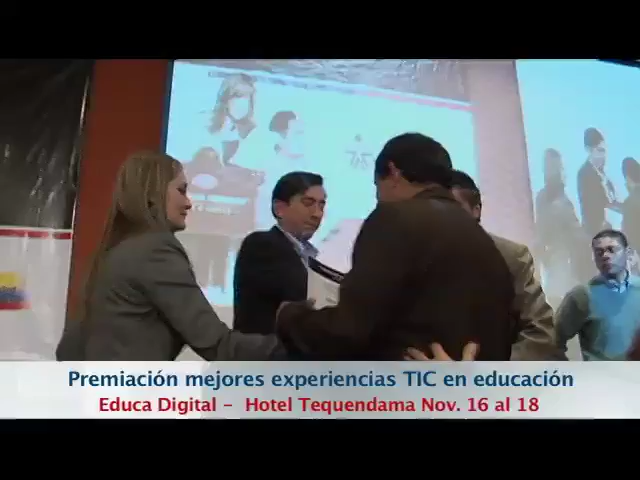 Premiación mejores experiencias TIC en educación
Educa Digital – Hotel Tequendama Nov. 16 al 18